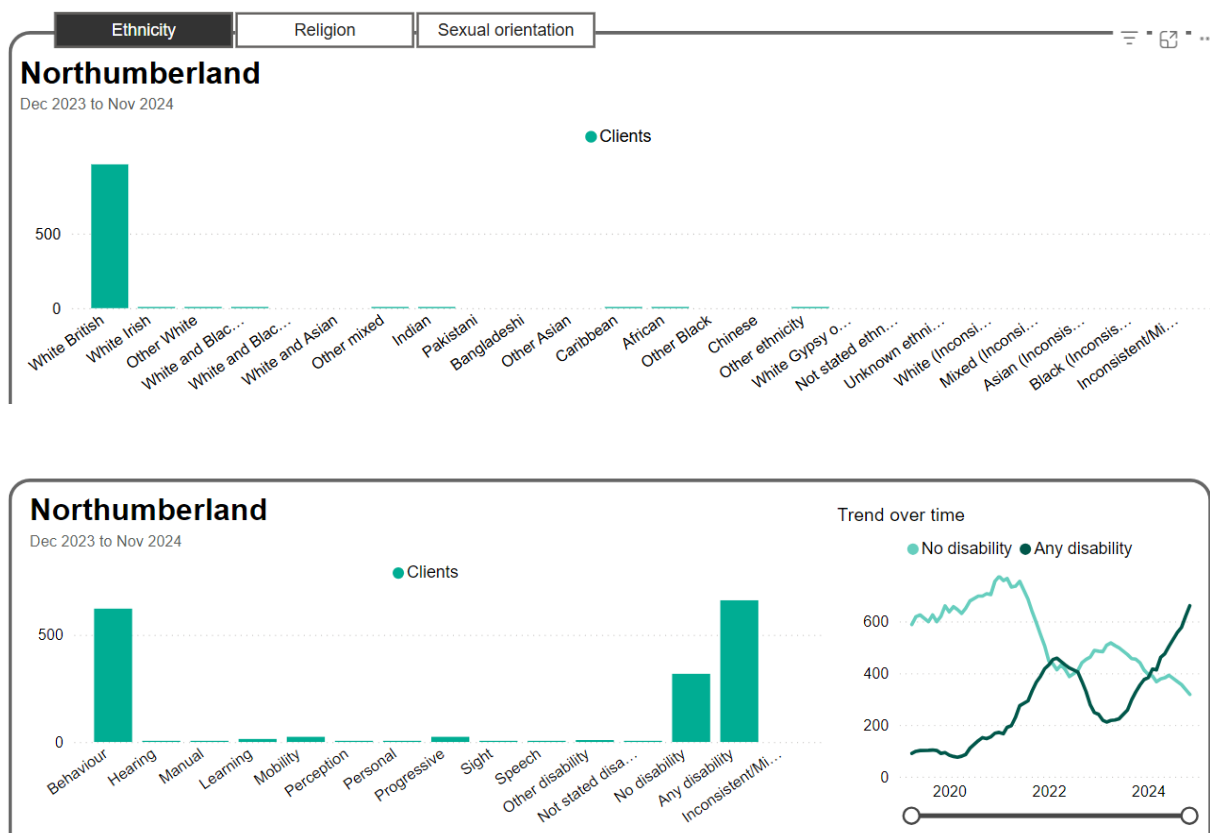 Ethnicity
Religion
Sexual orientation
Northumberland
Dec 2023 to Nov 2024
Clients
500
0
White British
White Irish
Other White
White and Blac…
White and Blac…
White and Asian
Other mixed
Indian
Pakistani
Bangladeshi
Other Asian
Caribbean
African
Other Black
Chinese
Other ethnicity
White Gypsy o…
Not stated ethn…
Unknown ethni…
White (Inconsi…
Mixed (Inconsi…
Asian (Inconsis…
Black (Inconsis…
Inconsistent/Mi…
Northumberland
Dec 2023 to Nov 2024
Clients
500
0
Behaviour
Hearing
Manual
Learning
Mobility
Perception
Personal
Progressive
Sight
Speech
Other disability
Not stated disa…
No disability
Any disability
Inconsistent/Mi…
Trend over time
No disability
Any disability
600
400
200
0
2020
2022
2024